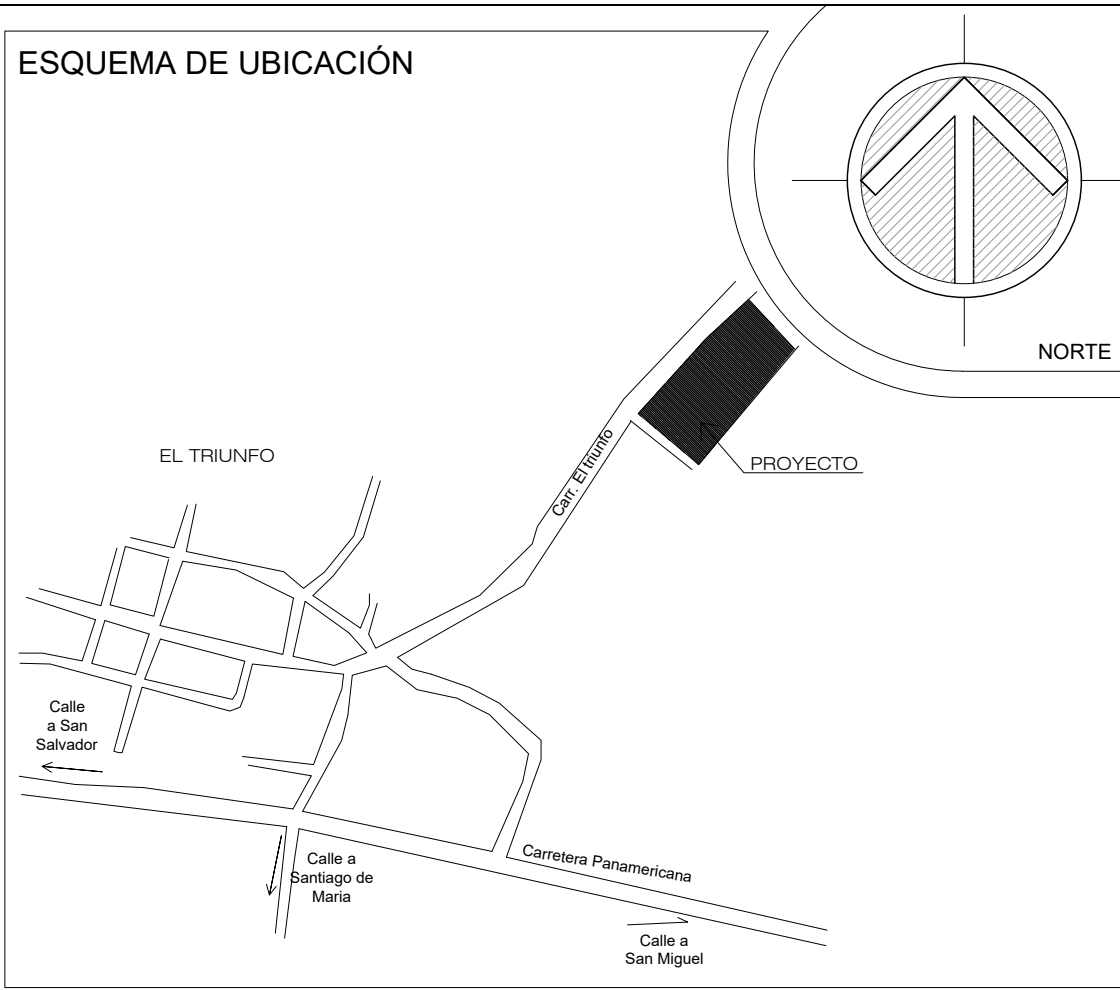 ESQUEMA DE UBICACIÓN
NORTE
EL TRIUNFO
Carr. El triunfo
PROYECTO
Calle
a San
Salvador
Calle a
Santiago de
Maria
Carretera Panamericana
Calle a
San Miguel